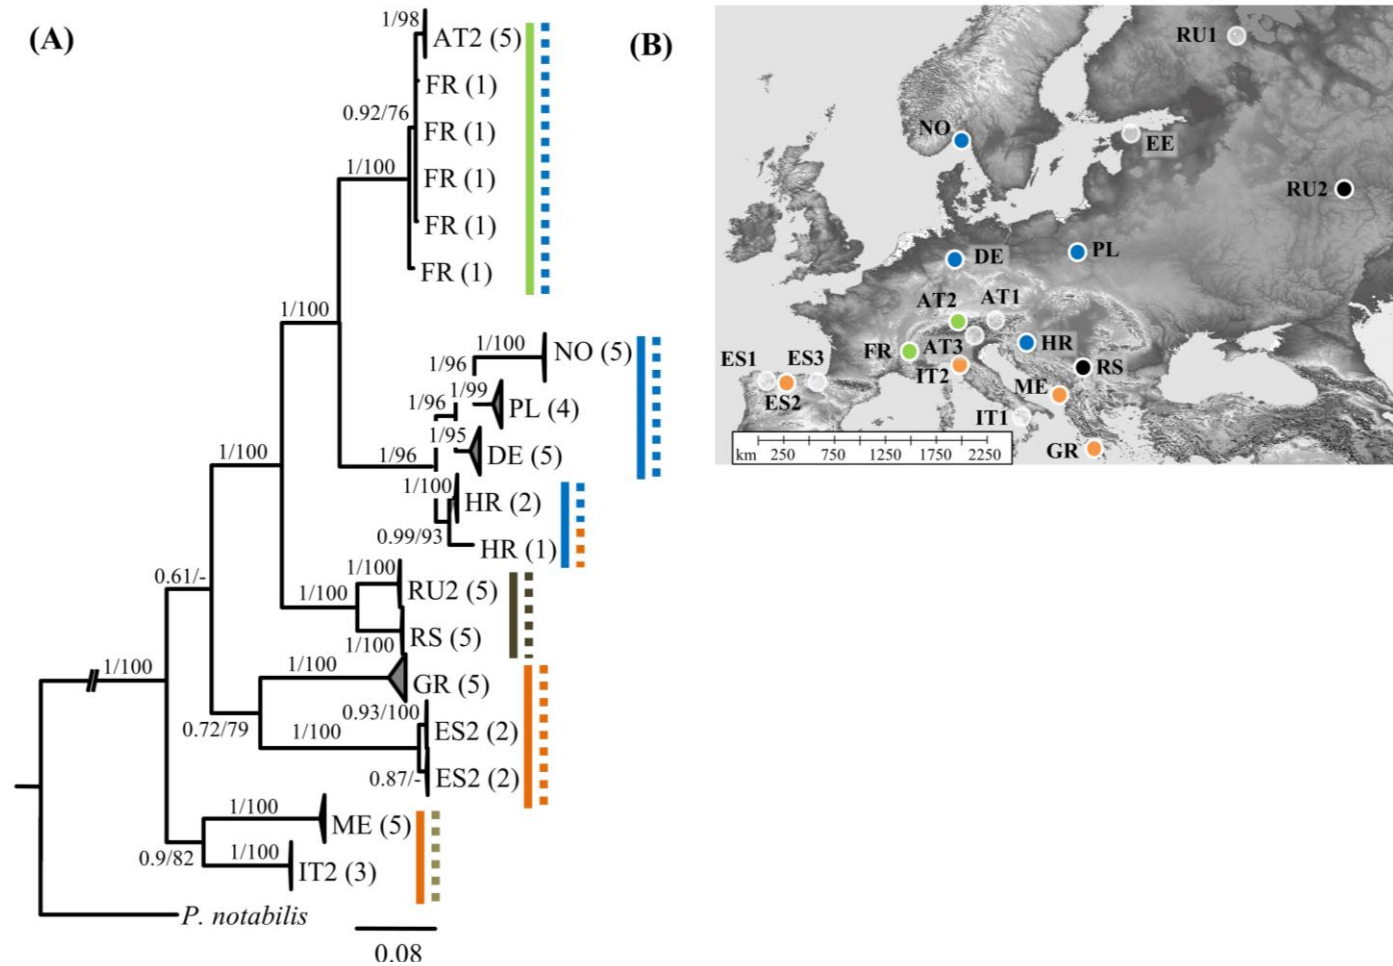 (A)
1/98
AT2 (5)
FR (1)
0.92/76
FR (1)
1/100
FR (1)
FR (1)
FR (1)
1/100
1/100
NO (5)
1/96
1/99
1/96
PL (4)
1/95
1/100
1/96
DE (5)
1/100
HR (2)
0.99/93
HR (1)
0.61/-
1/100
RU2 (5)
1/100
RS (5)
1/100
1/100
1/100
GR (5)
0.93/100
0.72/79
1/100
ES2 (2)
0.87/-
ES2 (2)
1/100
ME (5)
0.9/82
1/100
IT2 (3)
P. notabilis
0.08
(B)
RU1
NO
EE
RU2
DE
PL
AT2
AT1
FR
AT3
HR
ES1
ES3
IT2
RS
ES2
ME
IT1
GR
km 250 750 1250 1750 2250